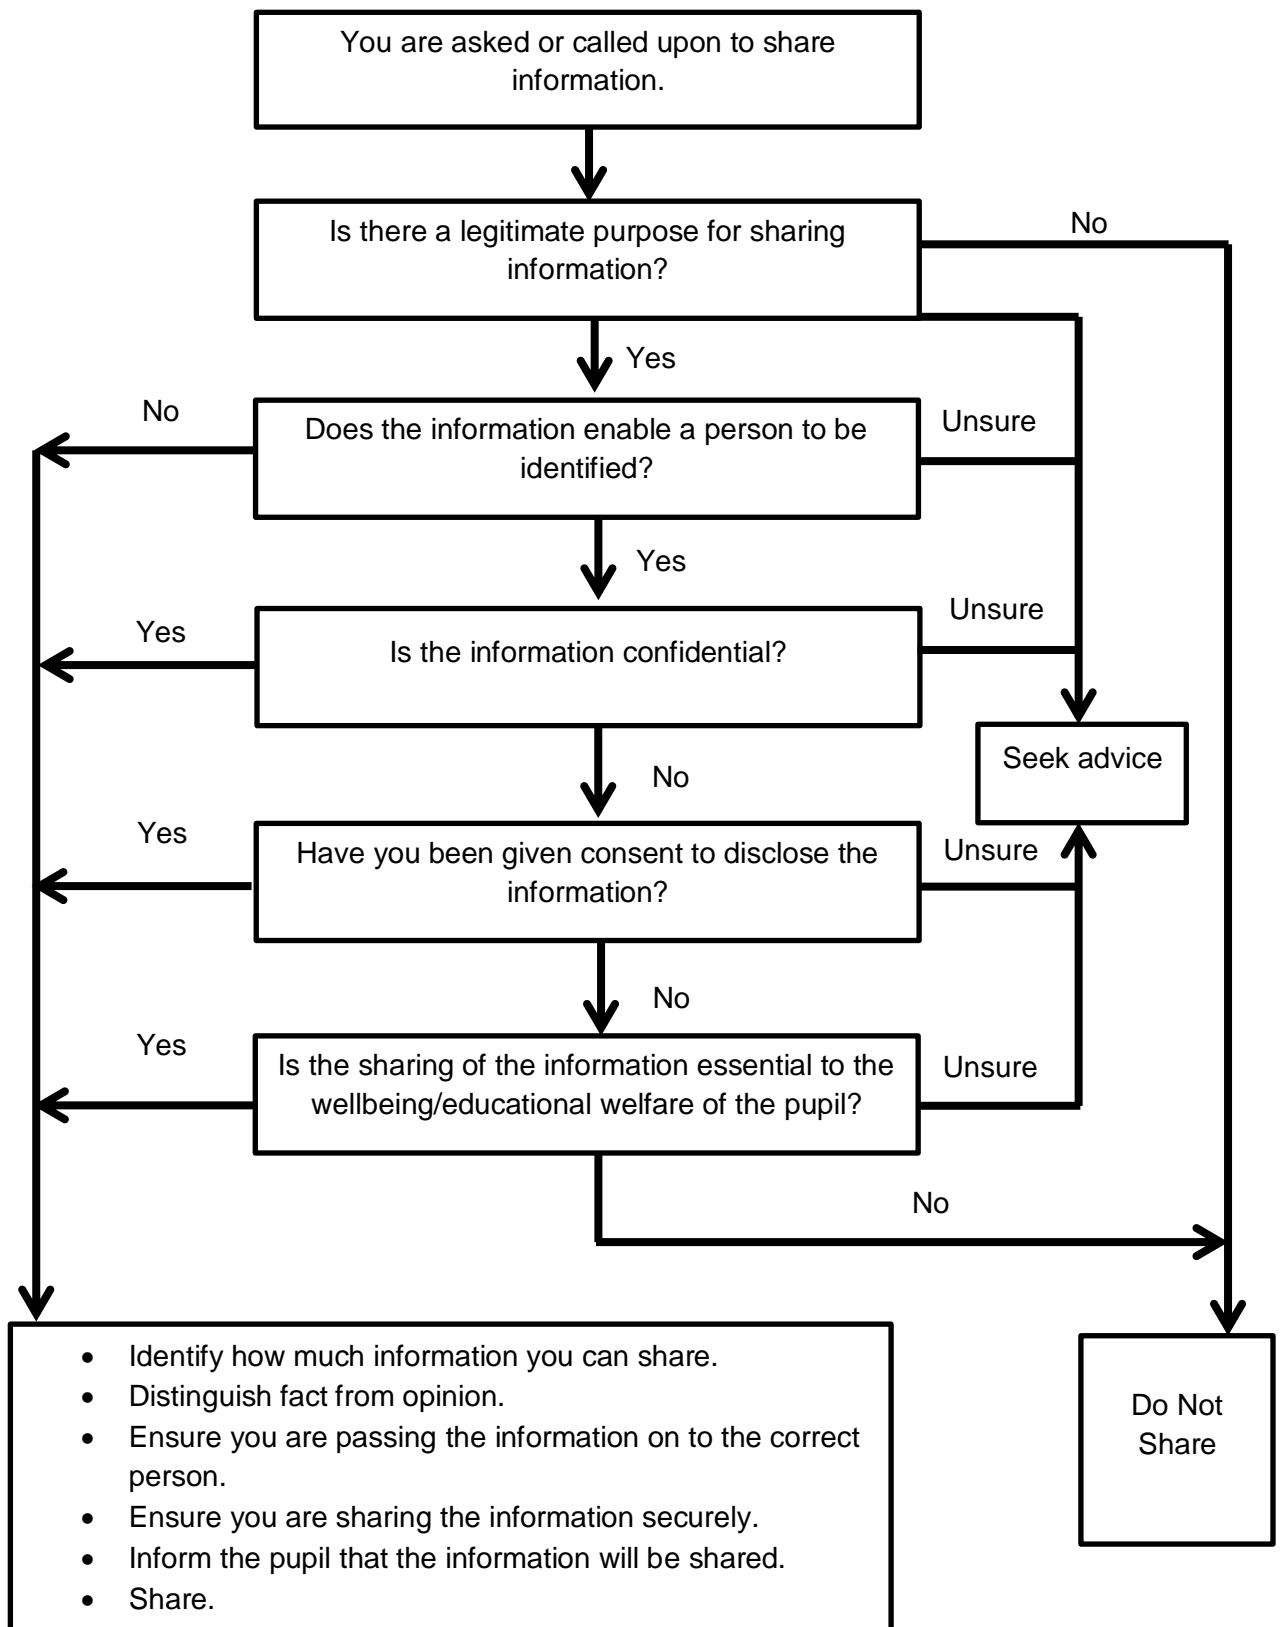 You are asked or called upon to share
information.
Is there a legitimate purpose for sharing
information?
No
Yes
No
Does the information enable a person to be
identified?
Unsure
Yes
Yes
Is the information confidential?
Unsure
No
Seek advice
Yes
Have you been given consent to disclose the
information?
Unsure
No
Yes
Is the sharing of the information essential to the
wellbeing/educational welfare of the pupil?
Unsure
No
• Identify how much information you can share.
• Distinguish fact from opinion.
• Ensure you are passing the information on to the correct
person.
• Ensure you are sharing the information securely.
• Inform the pupil that the information will be shared.
• Share.
Do Not
Share